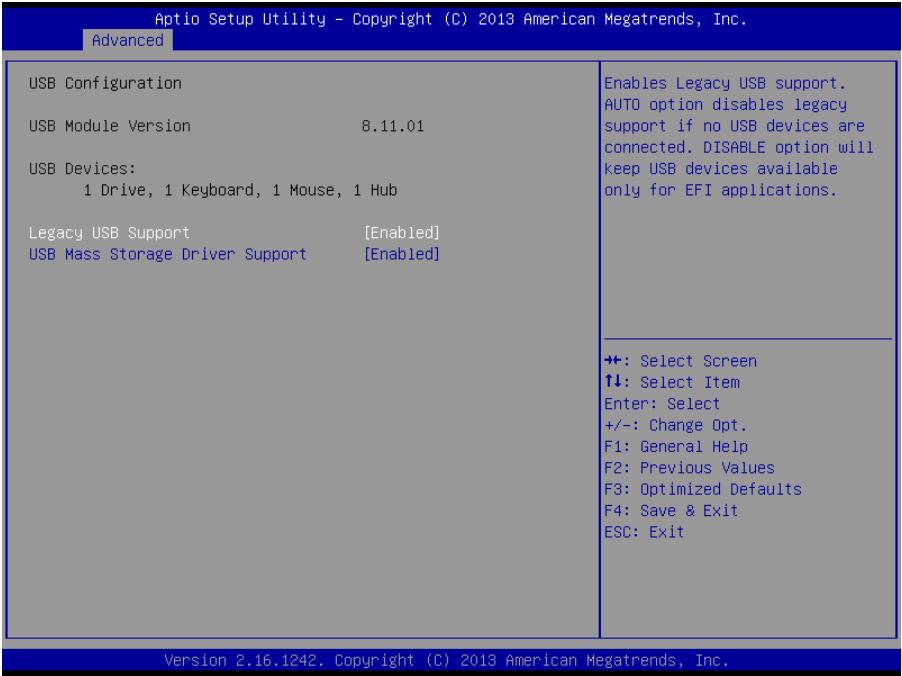 Aptio Setup Utility - Copyright (C) 2013 American Megatrends, Inc.
Advanced
USB Configuration
USB Module Version 8.11.01
USB Devices:
1 Drive, 1 Keyboard, 1 Mouse, 1 Hub
Legacy USB Support [Enabled]
USB Mass Storage Driver Support [Enabled]
Enables Legacy USB support.
AUTO option disables legacy
support if no USB devices are
connected. DISABLE option will
keep USB devices available
only for EFI applications.
→←: Select Screen
↑↓: Select Item
Enter: Select
+/-: Change Opt.
F1: General Help
F2: Previous Values
F3: Optimized Defaults
F4: Save & Exit
ESC: Exit
Version 2.16.1242. Copyright (C) 2013 American Megatrends, Inc.